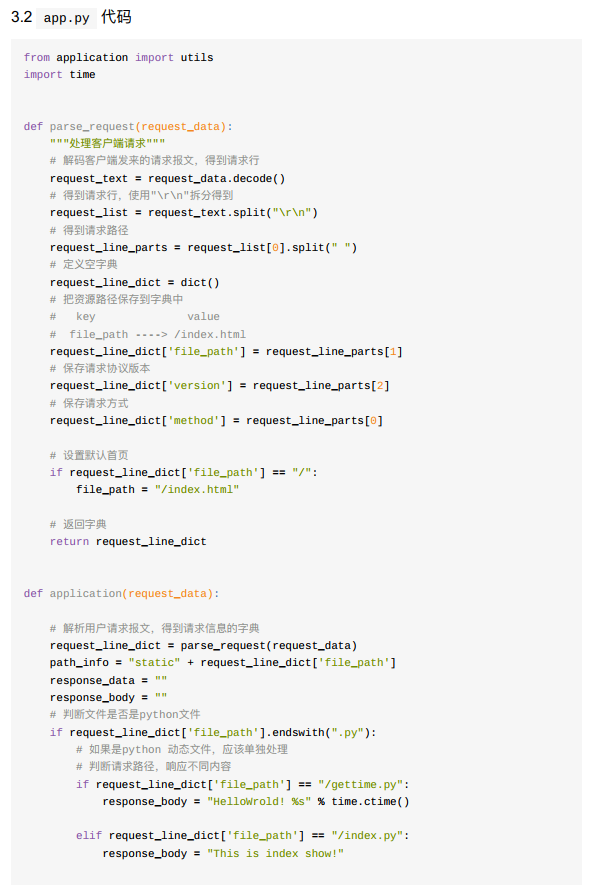 3.2 app.py 代码
from application import utils
import time
def parse_request(request_data):
    """处理客户端请求"""
    # 解码客户端发来的请求报文，得到请求行
    request_text = request_data.decode()
    # 得到请求行，使用"\r\n"拆分得到
    request_list = request_text.split("\r\n")
    # 得到请求路径
    request_line_parts = request_list[0].split(" ")
    # 定义空字典
    request_line_dict = dict()
    # 把资源路径保存到字典中
    #   key              value
    #  file_path ----> /index.html
    request_line_dict['file_path'] = request_line_parts[1]
    # 保存请求协议版本
    request_line_dict['version'] = request_line_parts[2]
    # 保存请求方式
    request_line_dict['method'] = request_line_parts[0]
    # 设置默认首页
    if request_line_dict['file_path'] == "/":
        file_path = "/index.html"
    # 返回字典
    return request_line_dict
def application(request_data):
    # 解析用户请求报文，得到请求信息的字典
    request_line_dict = parse_request(request_data)
    path_info = "static" + request_line_dict['file_path']
    response_data = ""
    response_body = ""
    # 判断文件是否是python文件
    if request_line_dict['file_path'].endswith(".py"):
        # 如果是python 动态文件，应该单独处理
        # 判断请求路径，响应不同内容
        if request_line_dict['file_path'] == "/gettime.py":
            response_body = "HelloWrold! %s" % time.ctime()
        elif request_line_dict['file_path'] == "/index.py":
            response_body = "This is index show!"